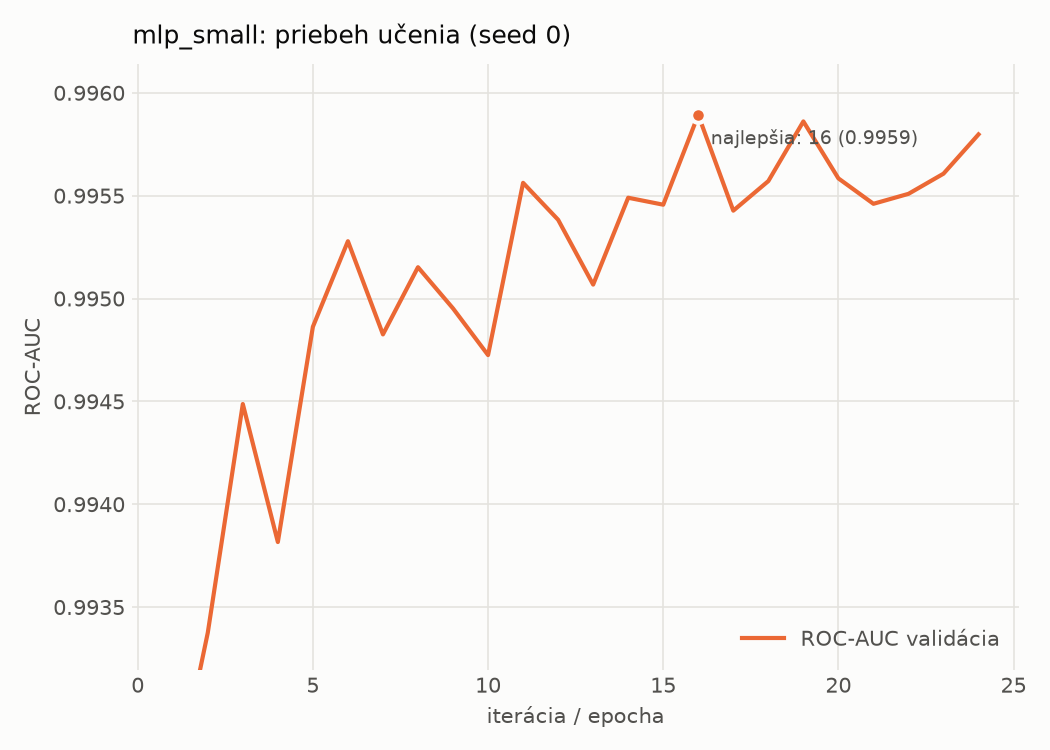 mlp_small: priebeh učenia (seed 0)
0.9960
najlepšia: 16 (0.9959)
0.9955
0.9950
0.9945
0.9940
0.9935
ROC-AUC
ROC-AUC validácia
0 5 10 15 20 25
iterácia / epocha